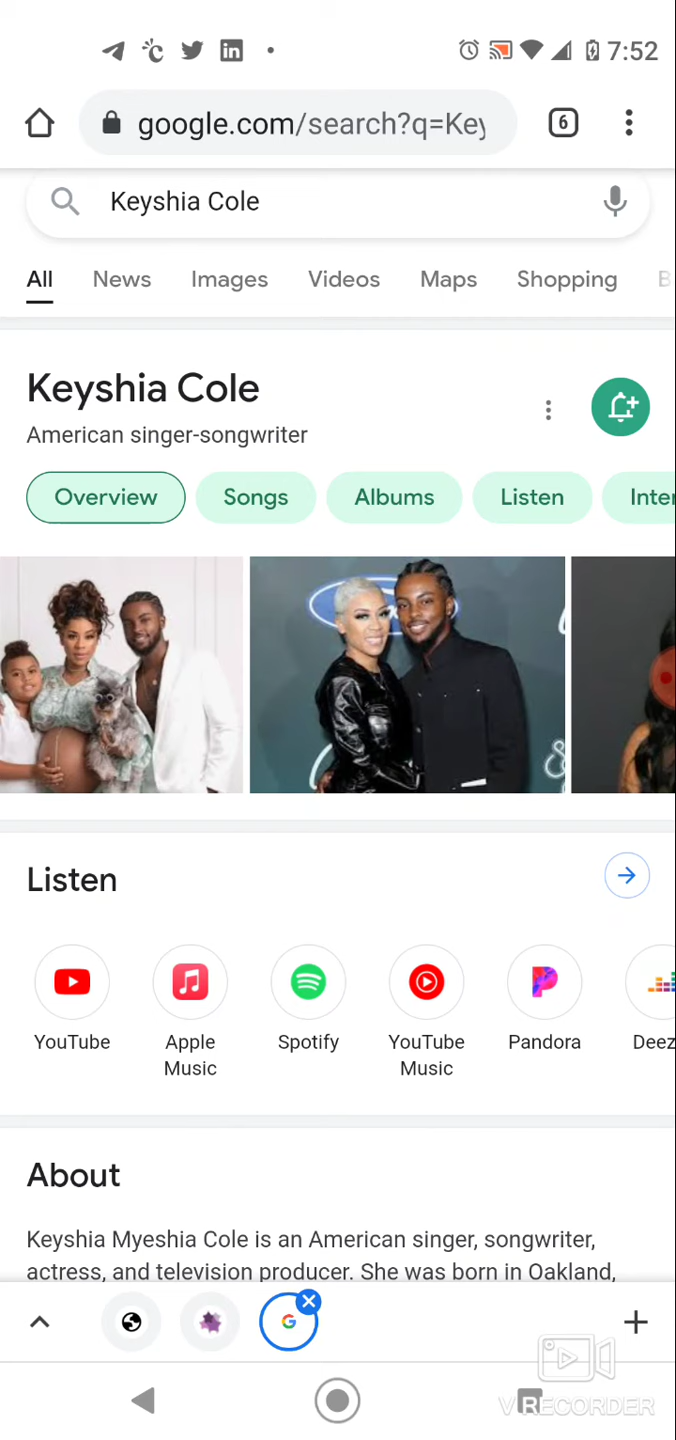 7:52
google.com/search?q=Key
6
Keyshia Cole
All News Images Videos Maps Shopping B
Keyshia Cole
American singer-songwriter
Overview Songs Albums Listen Inter
Listen
YouTube Apple Music Spotify YouTube Music Pandora Deez
About
Keyshia Myeshia Cole is an American singer, songwriter,
actress, and television producer. She was born in Oakland,
VRECORDER